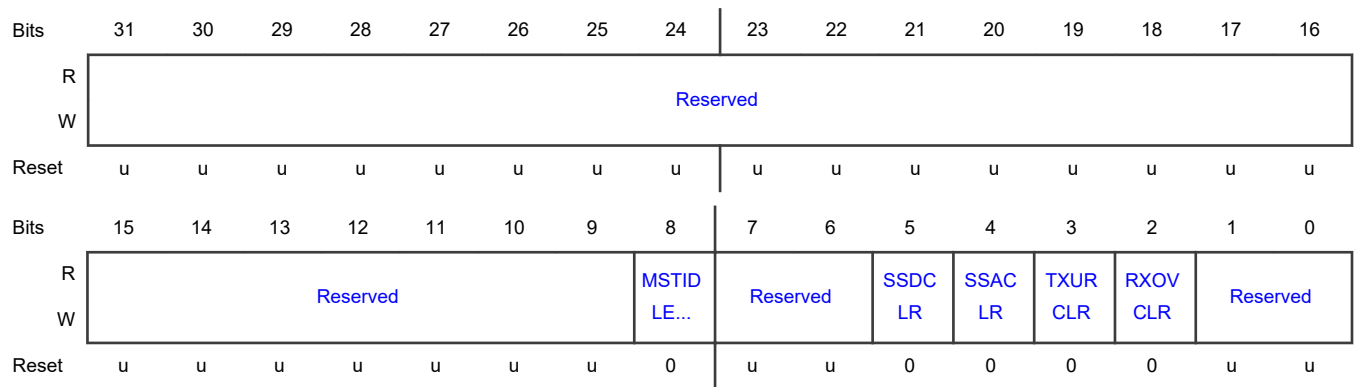 Bits 31 30 29 28 27 26 25 24 23 22 21 20 19 18 17 16
R
Reserved
W
Reset u u u u u u u u u u u u u u u u
Bits 15 14 13 12 11 10 9 8 7 6 5 4 3 2 1 0
R MSTID SSDC SSAC TXUR RXOV
Reserved Reserved Reserved
W LE... LR LR CLR CLR
Reset u u u u u u u 0 u u 0 0 0 0 u u